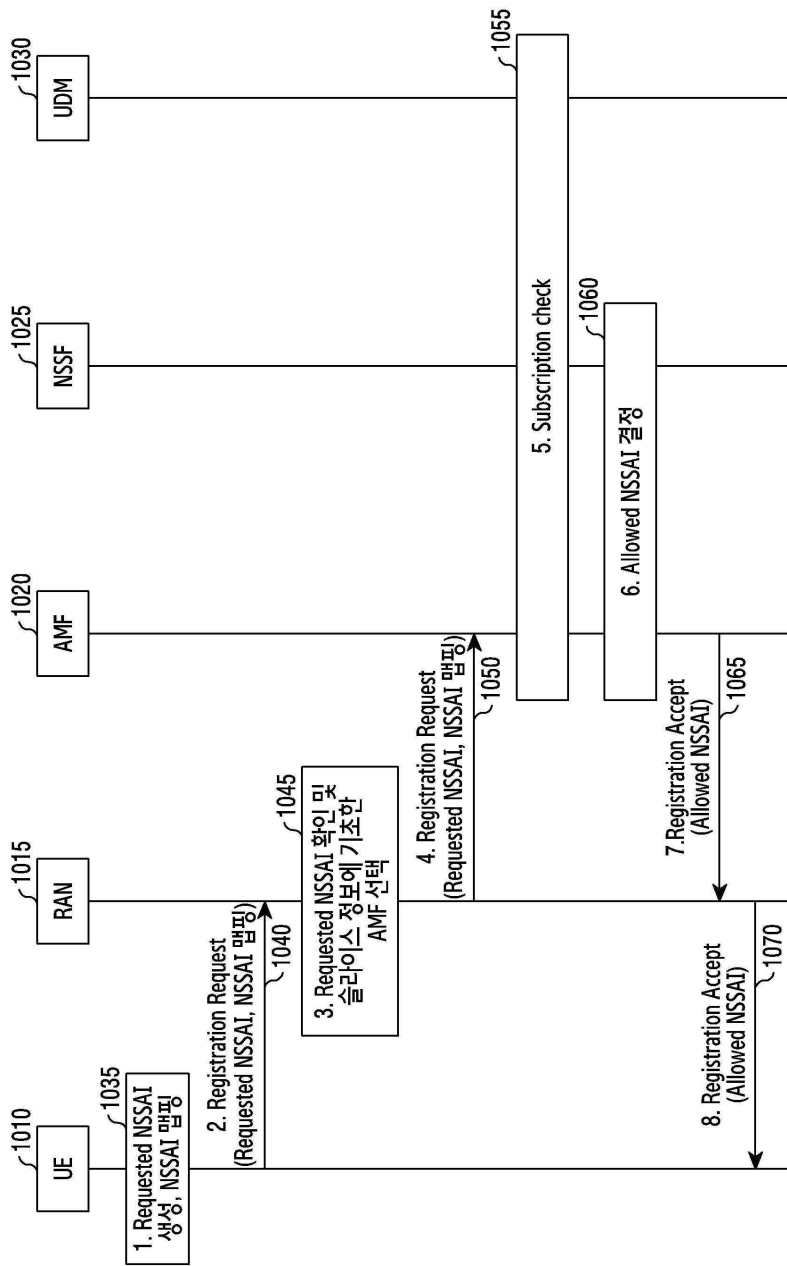 UE
1010
RAN
1015
AMF
1020
NSSF
1025
UDM
1030
1. Requested NSSAI
생성, NSSAI 맵핑
1035
2. Registration Request
(Requested NSSAI, NSSAI 맵핑)
1040
3. Requested NSSAI 확인 및
슬라이스 정보에 기초한
AMF 선택
1045
4. Registration Request
(Requested NSSAI, NSSAI 맵핑)
1050
5. Subscription check
1055
6. Allowed NSSAI 결정
1060
7.Registration Accept
(Allowed NSSAI)
1065
8. Registration Accept
(Allowed NSSAI)
1070